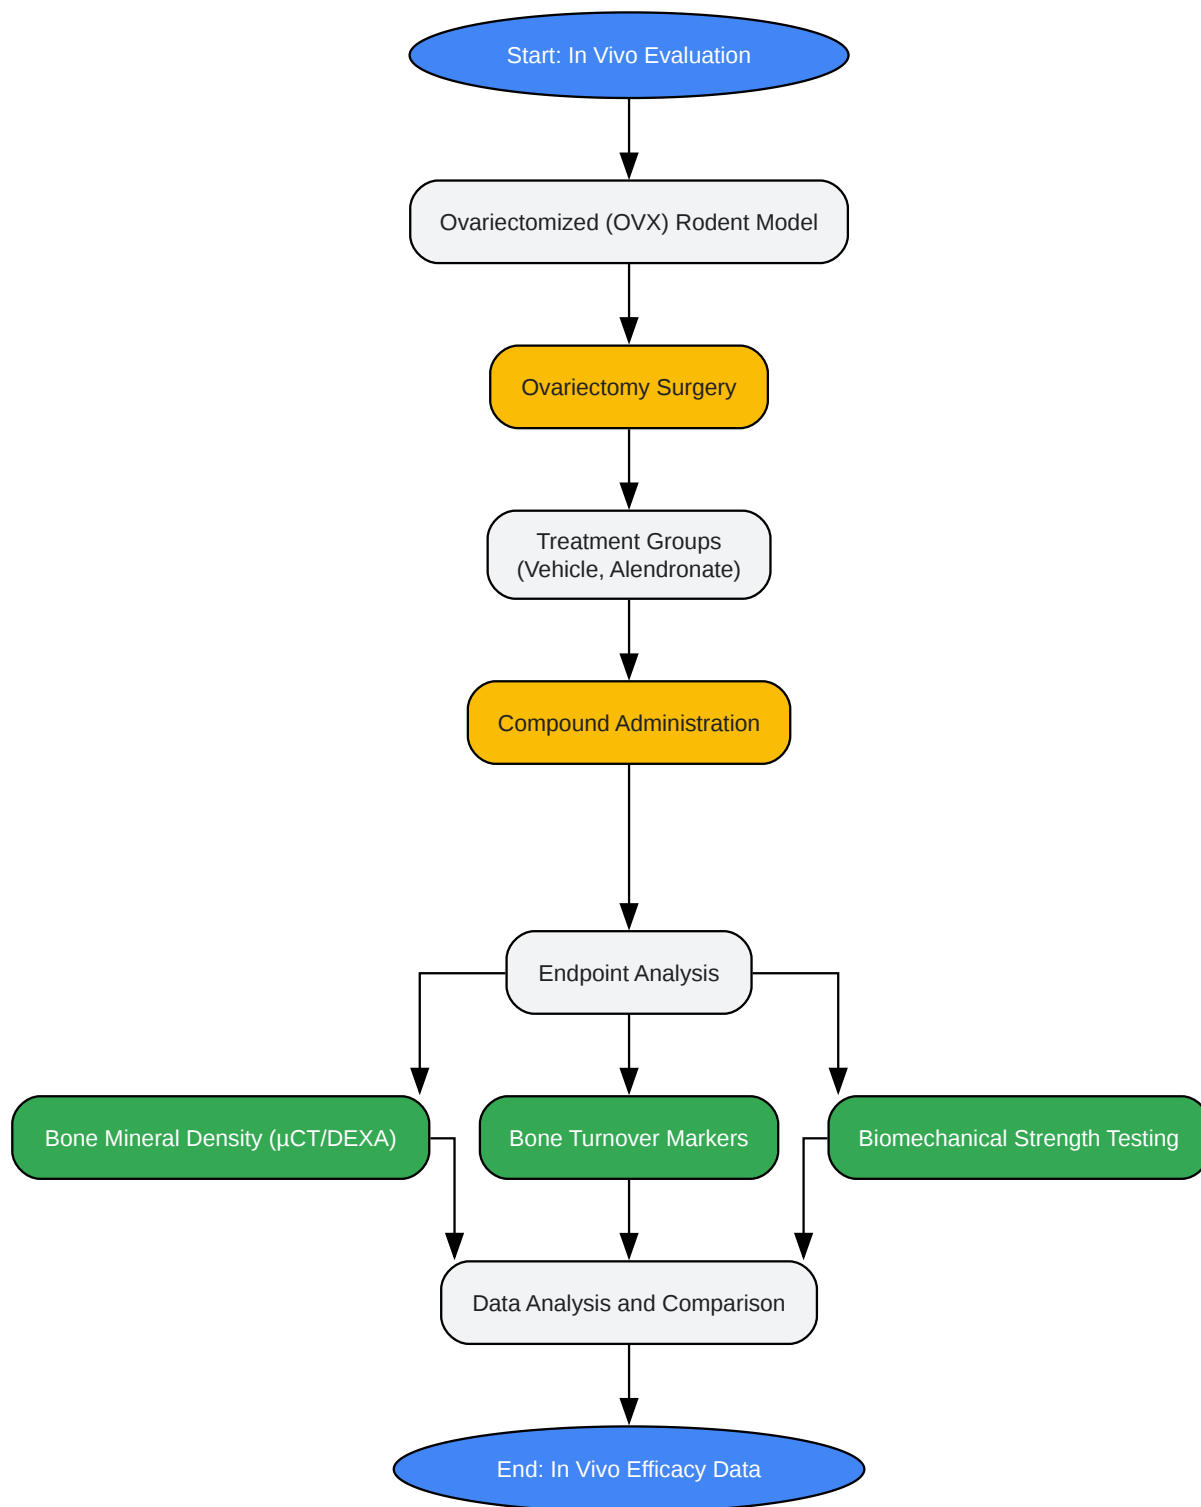 Start: In Vivo Evaluation
Ovariectomized (OVX) Rodent Model
Ovariectomy Surgery
Treatment Groups
(Vehicle, Alendronate)
Compound Administration
Endpoint Analysis
Bone Mineral Density (µCT/DEXA)
Bone Turnover Markers
Biomechanical Strength Testing
Data Analysis and Comparison
End: In Vivo Efficacy Data